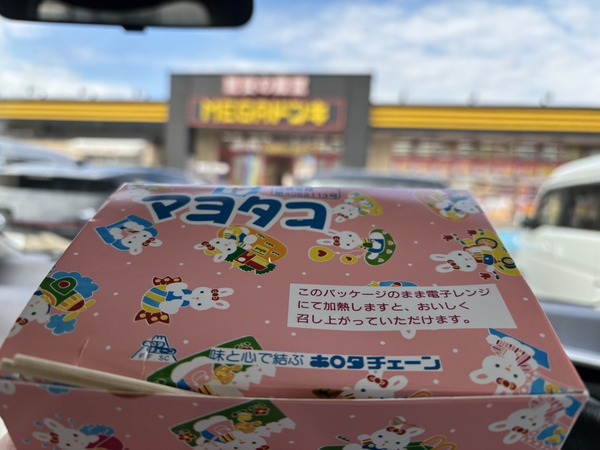 MEGAドンキ
マヨタコ
このパッケージのまま電子レンジ
にて加熱しますと、おいしく
召し上がっていただけます。
味と心で結ぶ ポロタチェーン